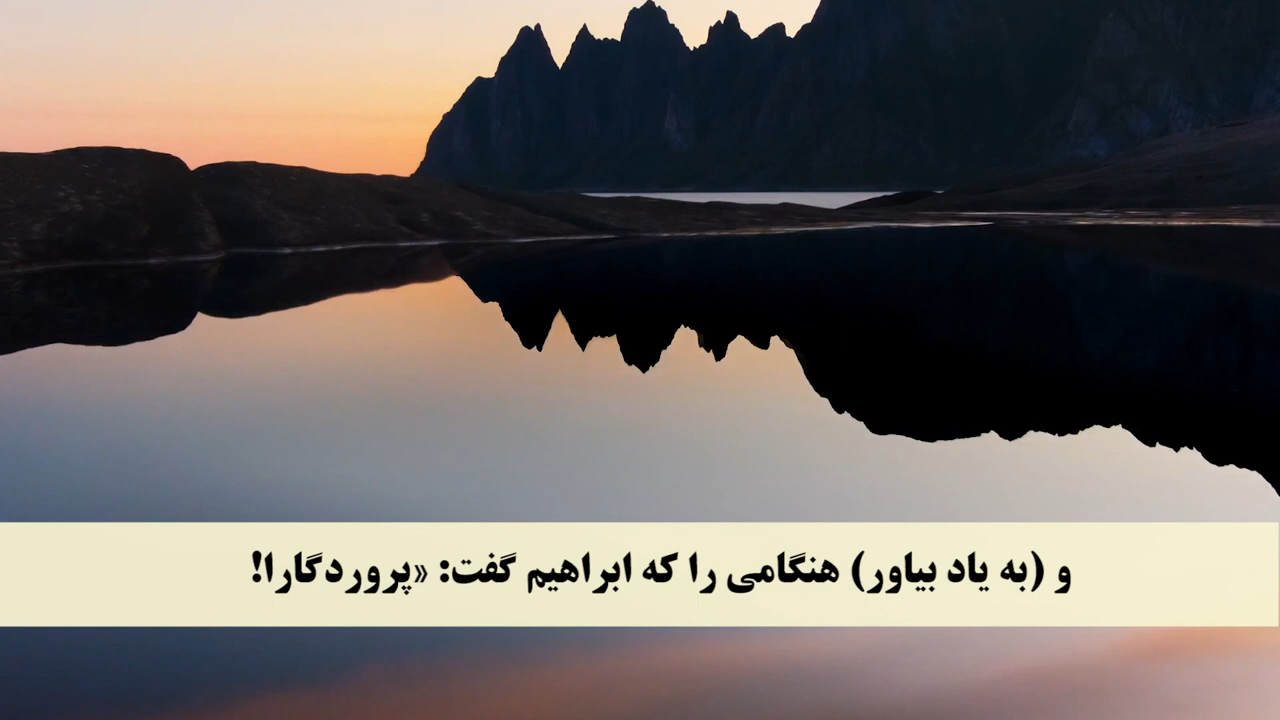 و (به یاد بیاور) هنگامی را که ابراهیم گفت: «پروردگارا!